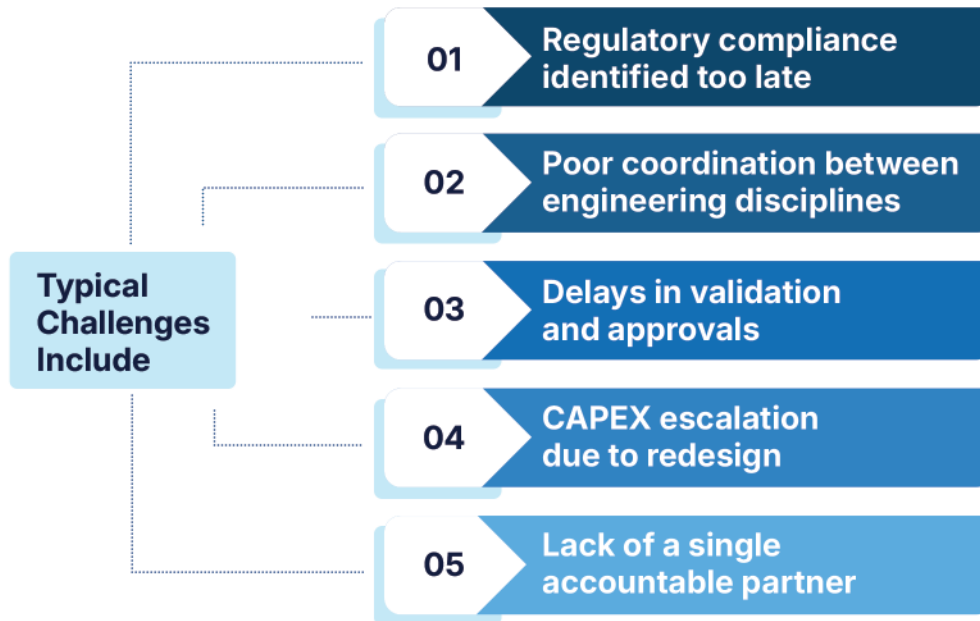 Typical
Challenges
Include
01
Regulatory compliance
identified too late
02
Poor coordination between
engineering disciplines
03
Delays in validation
and approvals
04
CAPEX escalation
due to redesign
05
Lack of a single
accountable partner